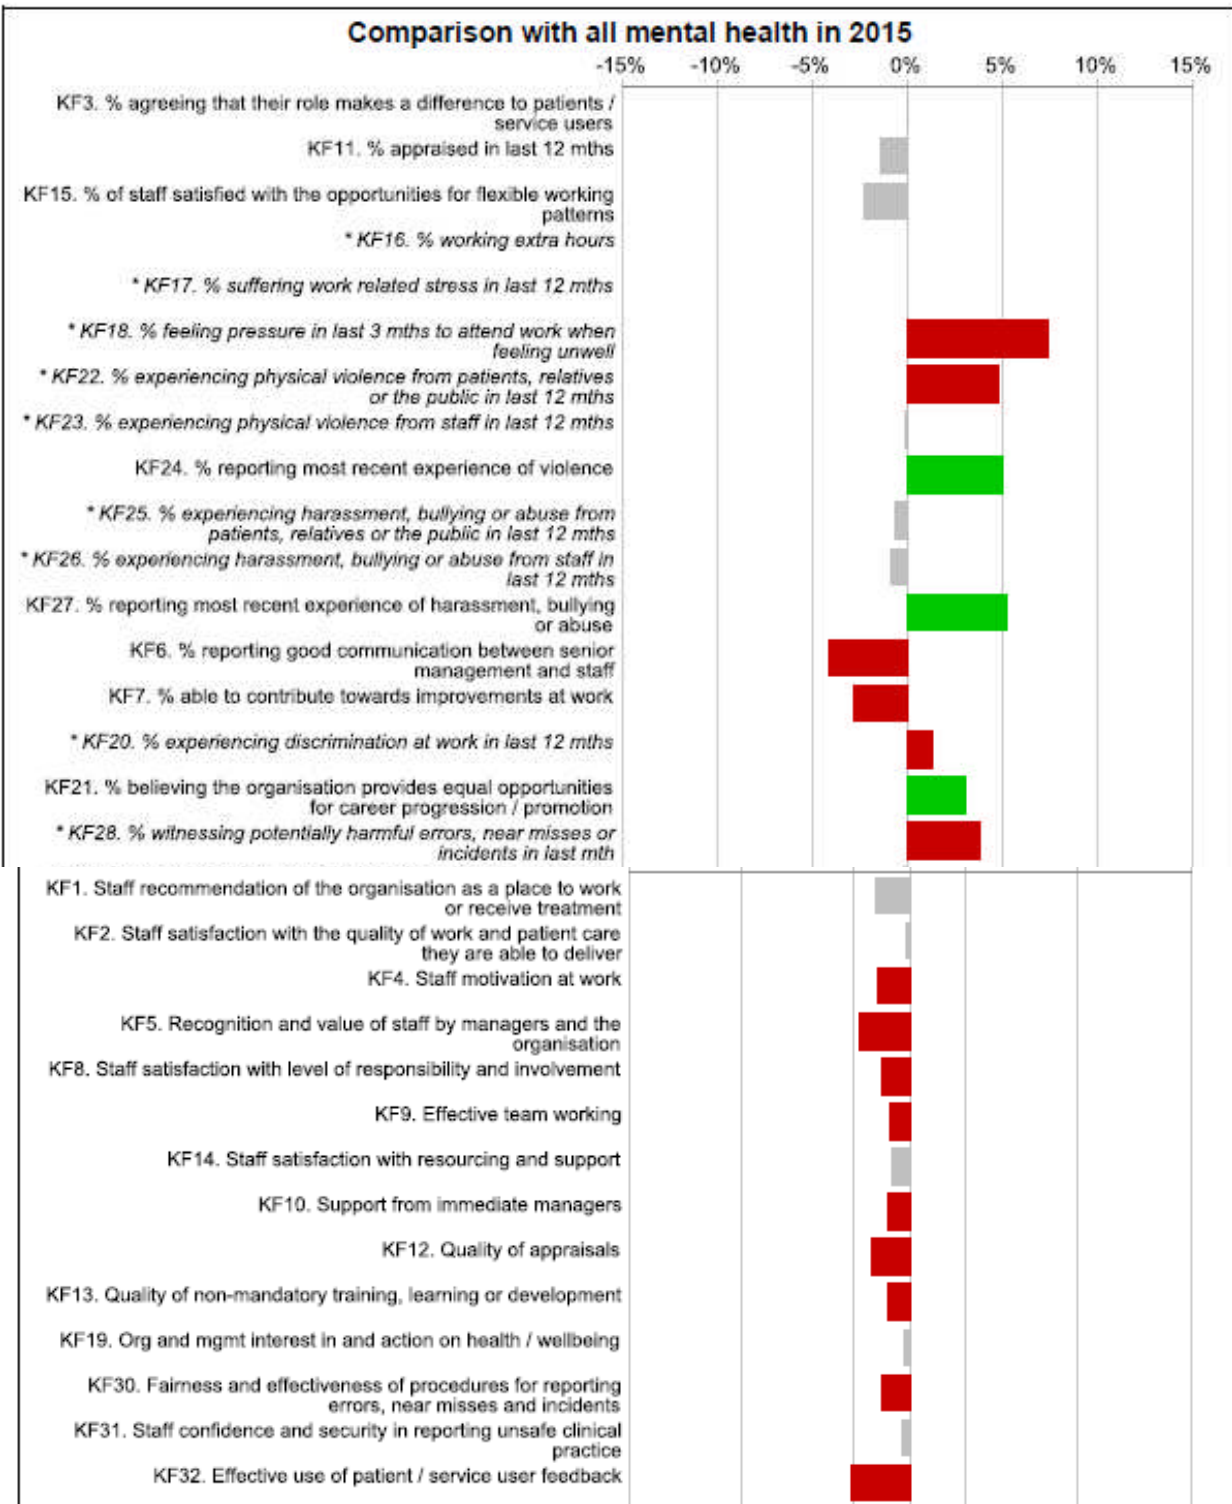 Comparison with all mental health in 2015
-15% -10% -5% 0% 5% 10% 15%
KF3. % agreeing that their role makes a difference to patients /
service users
KF11. % appraised in last 12 mths
KF15. % of staff satisfied with the opportunities for flexible working
patterns
* KF16. % working extra hours
* KF17. % suffering work related stress in last 12 mths
* KF18. % feeling pressure in last 3 mths to attend work when
feeling unwell
* KF22. % experiencing physical violence from patients, relatives
or the public in last 12 mths
* KF23. % experiencing physical violence from staff in last 12 mths
KF24. % reporting most recent experience of violence
* KF25. % experiencing harassment, bullying or abuse from
patients, relatives or the public in last 12 mths
* KF26. % experiencing harassment, bullying or abuse from staff in
last 12 mths
KF27. % reporting most recent experience of harassment, bullying
or abuse
KF6. % reporting good communication between senior
management and staff
KF7. % able to contribute towards improvements at work
* KF20. % experiencing discrimination at work in last 12 mths
KF21. % believing the organisation provides equal opportunities
for career progression / promotion
* KF28. % witnessing potentially harmful errors, near misses or
incidents in last mth
KF1. Staff recommendation of the organisation as a place to work
or receive treatment
KF2. Staff satisfaction with the quality of work and patient care
they are able to deliver
KF4. Staff motivation at work
KF5. Recognition and value of staff by managers and the
organisation
KF8. Staff satisfaction with level of responsibility and involvement
KF9. Effective team working
KF14. Staff satisfaction with resourcing and support
KF10. Support from immediate managers
KF12. Quality of appraisals
KF13. Quality of non-mandatory training, learning or development
KF19. Org and mgmt interest in and action on health / wellbeing
KF30. Fairness and effectiveness of procedures for reporting
errors, near misses and incidents
KF31. Staff confidence and security in reporting unsafe clinical
practice
KF32. Effective use of patient / service user feedback